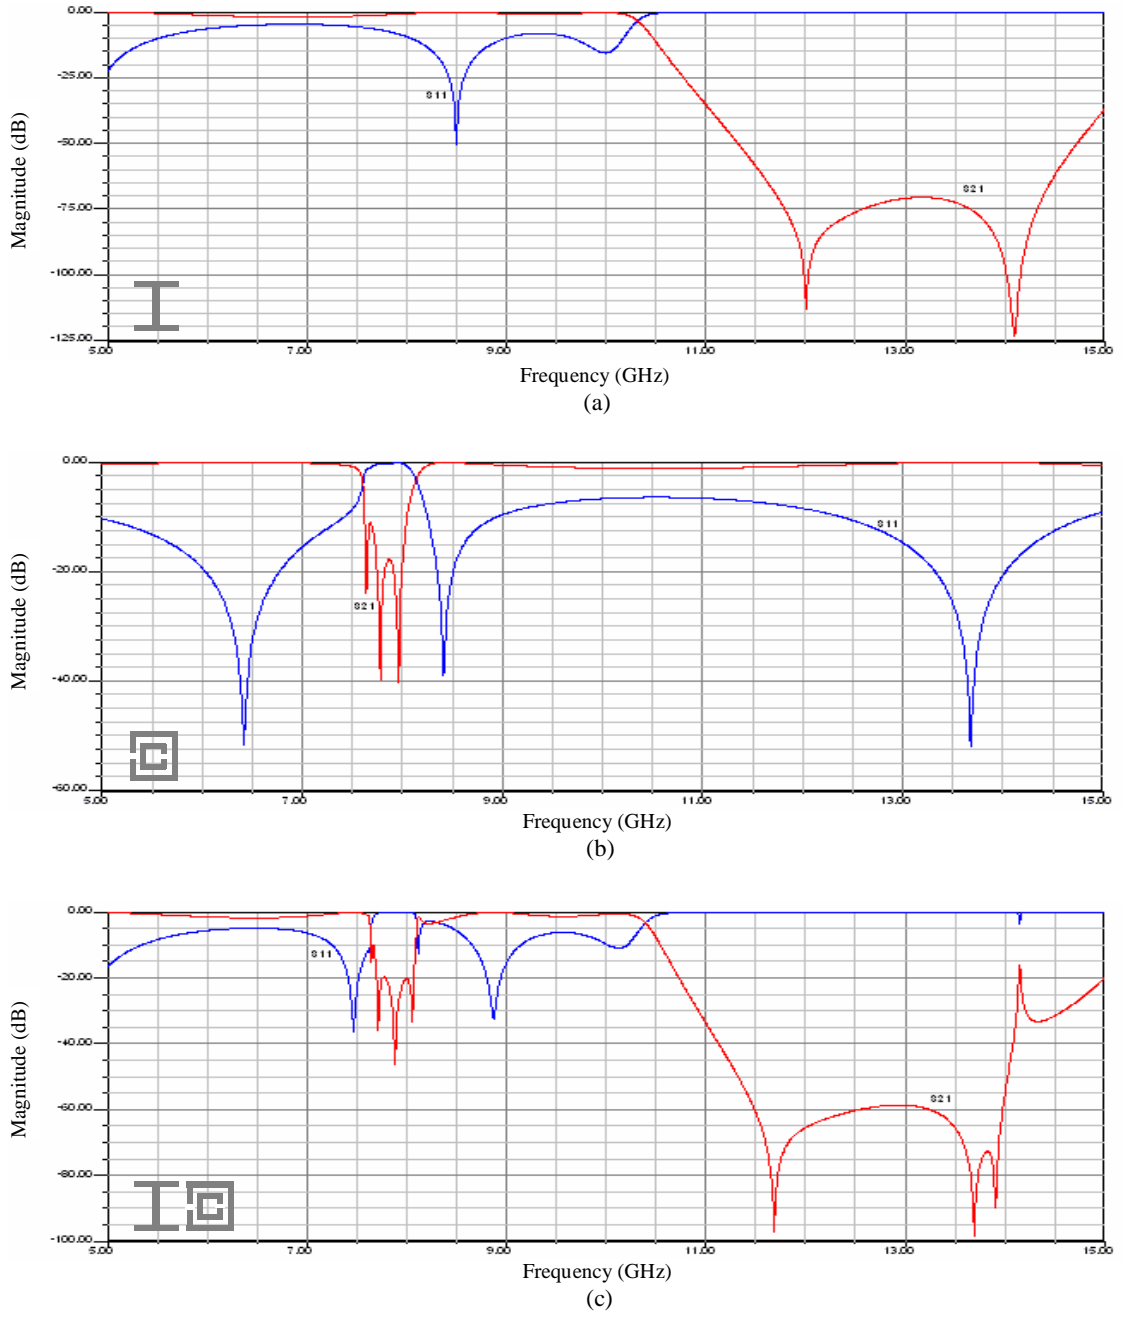 0.00
-25.00
-50.00
-75.00
-100.00
-125.00
Magnitude (dB)
S11
S21
5.00 7.00 9.00 11.00 13.00 15.00
Frequency (GHz)
(a)
0.00
-20.00
-40.00
-60.00
Magnitude (dB)
S11
S21
5.00 7.00 9.00 11.00 13.00 15.00
Frequency (GHz)
(b)
0.00
-20.00
-40.00
-60.00
-80.00
-100.00
Magnitude (dB)
S11
S21
5.00 7.00 9.00 11.00 13.00 15.00
Frequency (GHz)
(c)